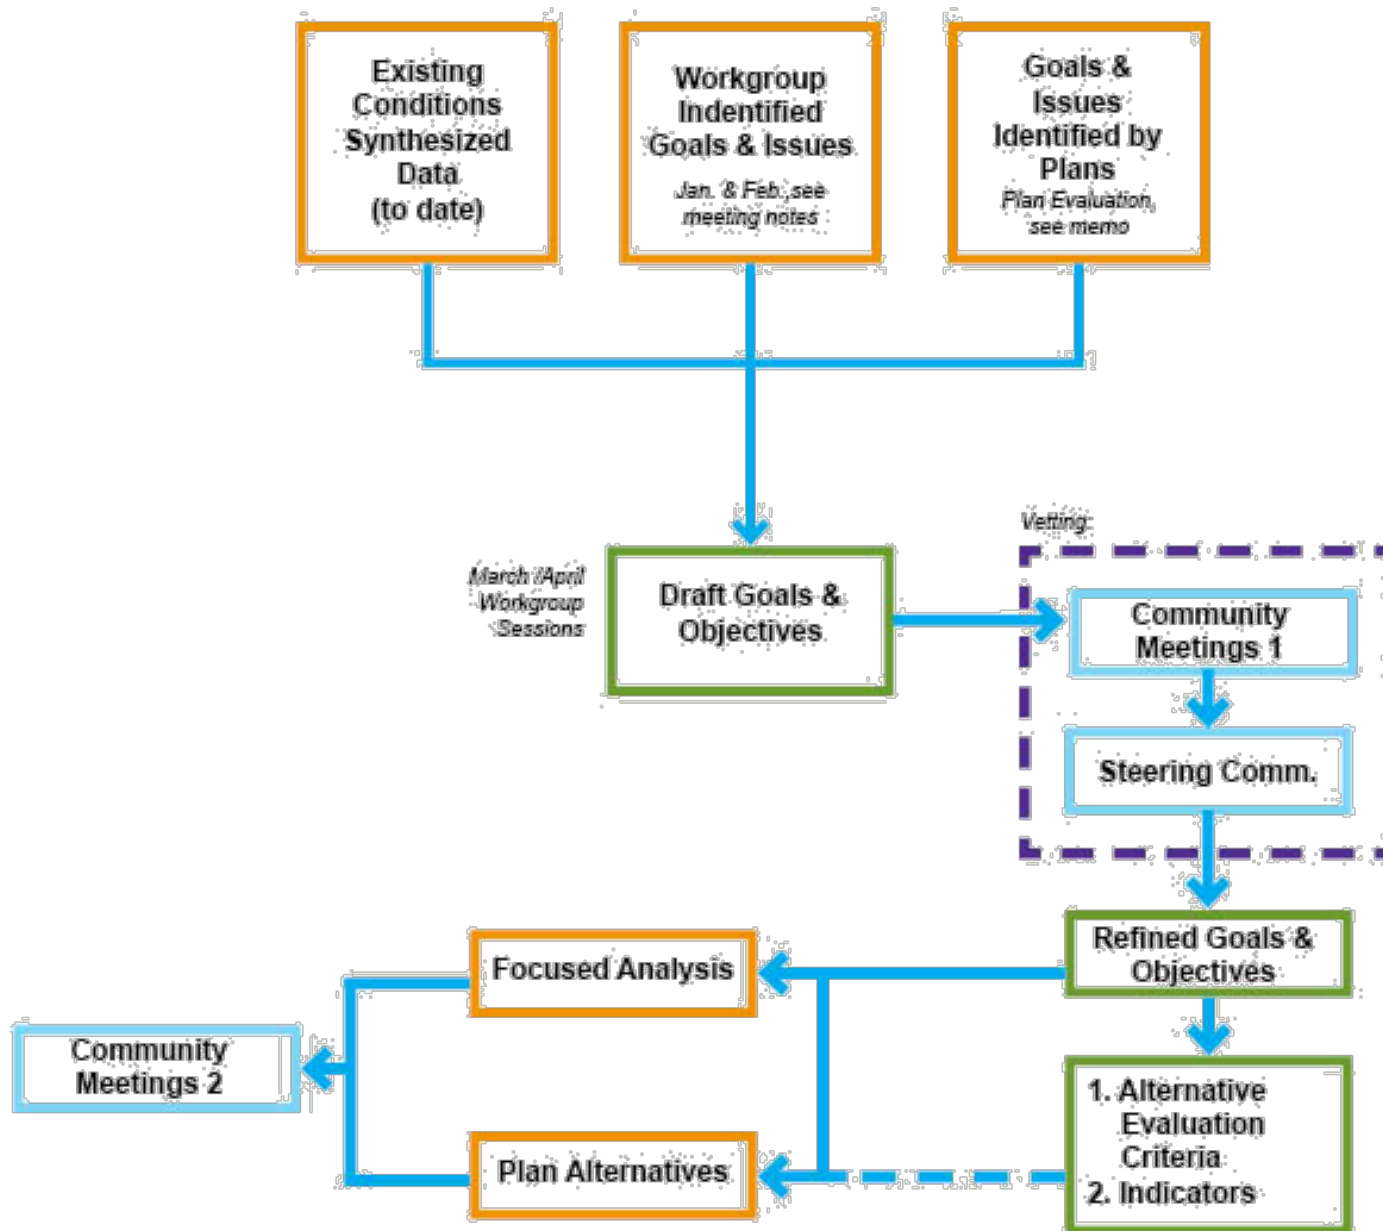 Existing
Conditions
Synthesized
Data
(to date)
Workgroup
Indentified
Goals & Issues
Jan. & Feb.,see
meeting notes
Goals &
Issues
Identified by
Plans
Plan Evaluation,
see memo
March /April
Workgroup
Sessions
Draft Goals &
Objectives
Vetting
Community
Meetings 1
Steering Comm.
Refined Goals &
Objectives
Focused Analysis
Community
Meetings 2
Plan Alternatives
1. Alternative
Evaluation
Criteria
2. Indicators